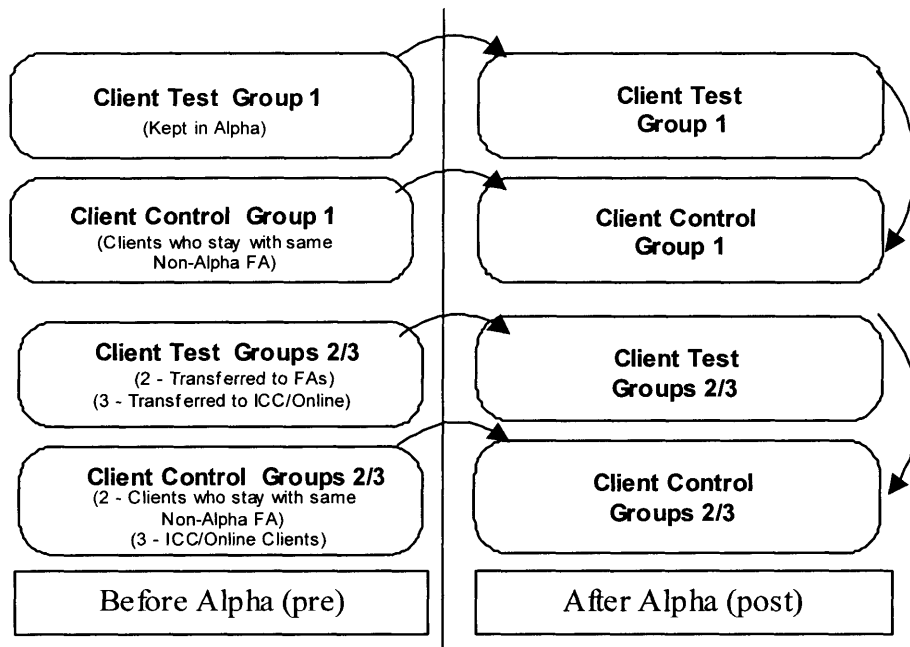 Client Test Group 1
(Kept in Alpha)
Client Control Group 1
(Clients who stay with same
Non-Alpha FA)
Client Test Groups 2/3
(2 - Transferred to FAs)
(3 - Transferred to ICC/Online)
Client Control Groups 2/3
(2 - Clients who stay with same
Non-Alpha FA)
(3 - ICC/Online Clients)
Before Alpha (pre)
Client Test
Group 1
Client Control
Group 1
Client Test
Groups 2/3
Client Control
Groups 2/3
After Alpha (post)